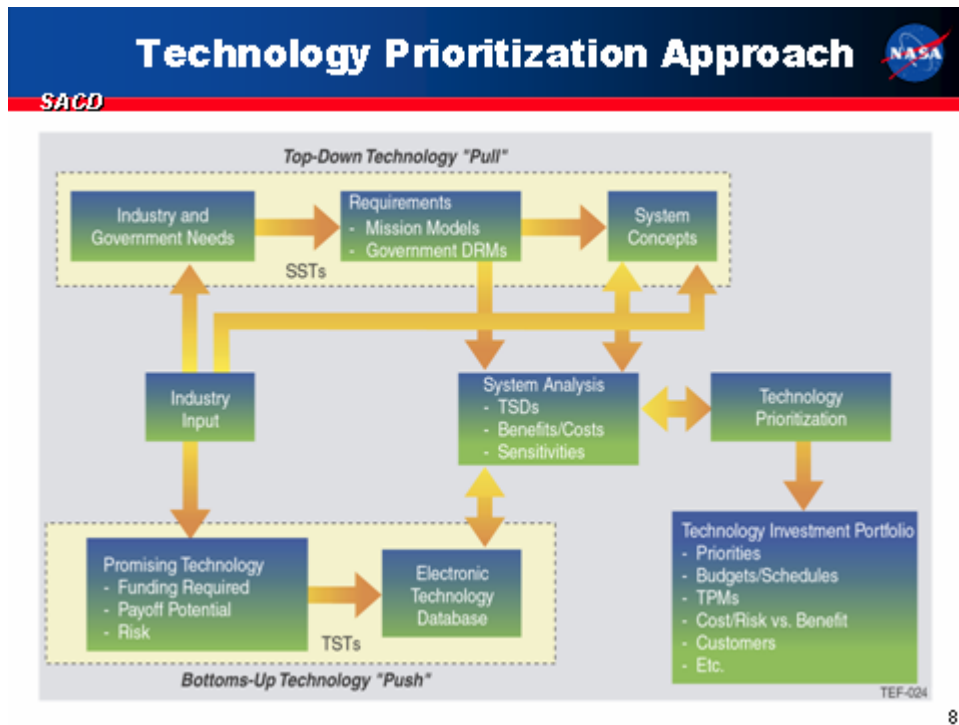 Technology Prioritization Approach
NASA
SACD
Top-Down Technology "Pull"
Industry and
Government Needs
Requirements
- Mission Models
- Government DRMs
System
Concepts
SSTs
Industry
Input
System Analysis
- TSDs
- Benefits/Costs
- Sensitivities
Technology
Prioritization
Promising Technology
- Funding Required
- Payoff Potential
- Risk
Electronic
Technology
Database
TSTs
Bottoms-Up Technology "Push"
Technology Investment Portfolio
- Priorities
- Budgets/Schedules
- TPMs
- Cost/Risk vs. Benefit
- Customers
- Etc.
TEF-024
8